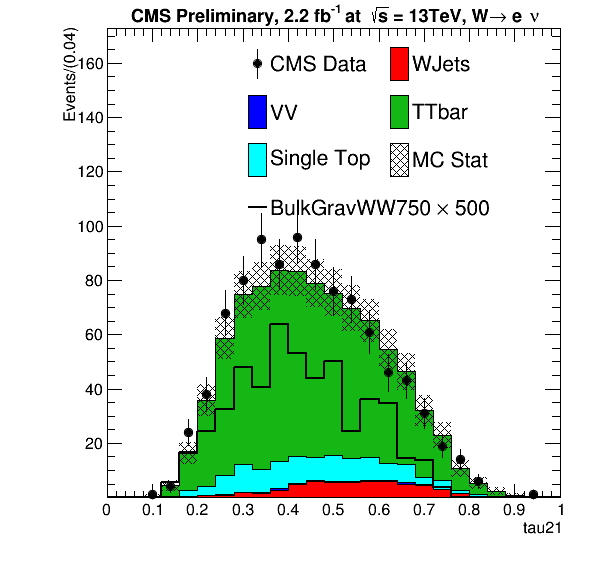 CMS Preliminary, 2.2 fb⁻¹ at √s = 13TeV, W→ e ν
Events/(0.04)
160
140
120
100
80
60
40
20
CMS Data
WJets
VV
TTbar
Single Top
MC Stat
BulkGravWW750 × 500
0 0.1 0.2 0.3 0.4 0.5 0.6 0.7 0.8 0.9 1
tau21